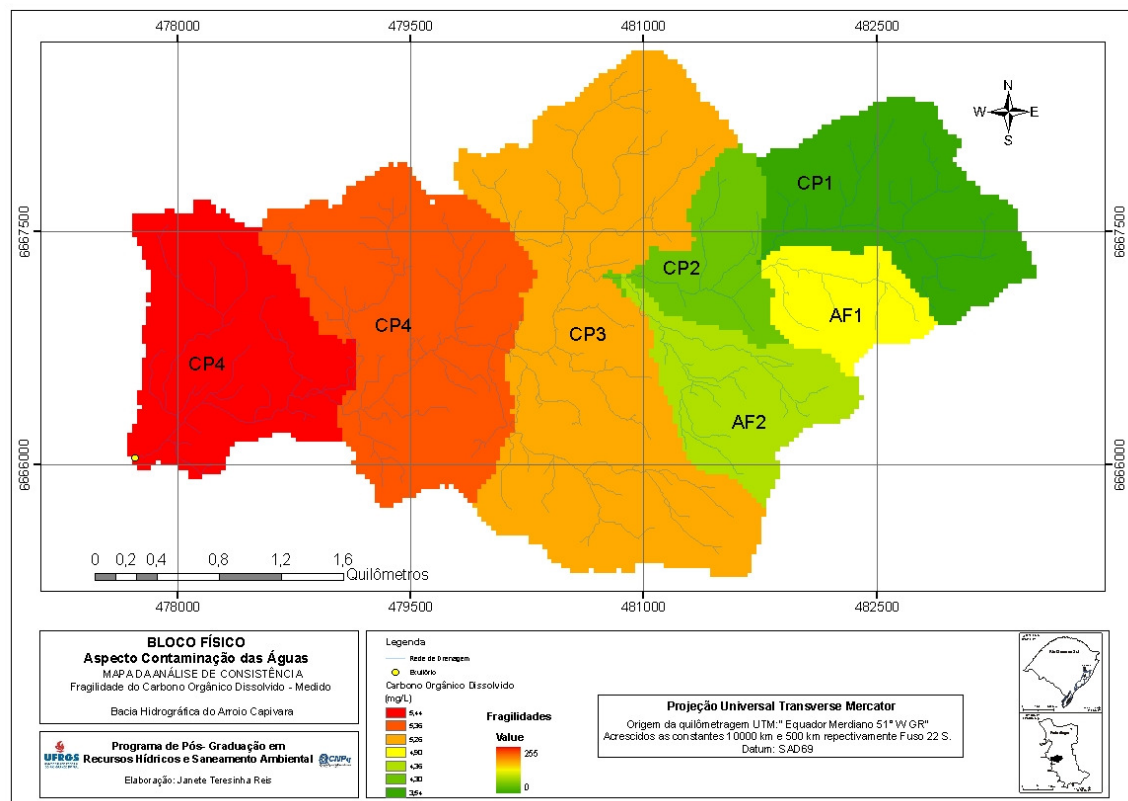 478000 479500 481000 482500
N
W E
S
CP1
6667500 6667500
CP2
AF1
CP4
CP3
CP4
AF2
6666000 6666000
0 0,2 0,4 0,8 1,2 1,6
Quilômetros
478000 479500 481000 482500
BLOCO FÍSICO
Aspecto Contaminação das Águas
MAPA DA ANÁLISE DE CONSISTÊNCIA
Fragilidade do Carbono Orgânico Dissolvido - Medido
Bacia Hidrográfica do Arroio Capivara
UFRGS
Programa de Pós- Graduação em
Recursos Hídricos e Saneamento Ambiental
CNPq
Elaboração: Janete Teresinha Reis
Legenda
Rede de Drenagem
Exutório
Carbono Orgânico Dissolvido
(mg/L)
5,44
5,36
5,26
4,90
4,36
4,30
3,54
Fragilidades
Value
255
0
Projeção Universal Transverse Mercator
Origem da quilômetragem UTM:" Equador Merdiano 51° W GR"
Acrescidos as constantes 10000 km e 500 km repectivamente Fuso 22 S.
Datum: SAD69